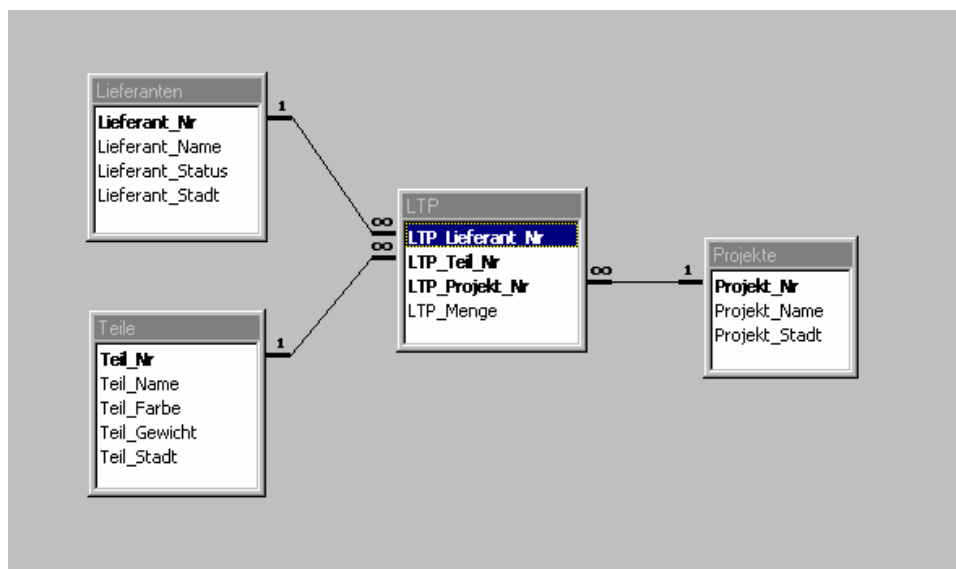 Lieferanten
Lieferant_Nr
Lieferant_Name
Lieferant_Status
Lieferant_Stadt
1
Teile
Teil_Nr
Teil_Name
Teil_Farbe
Teil_Gewicht
Teil_Stadt
1
LTP
LTP_Lieferant_Nr
LTP_Teil_Nr
LTP_Projekt_Nr
LTP_Menge
∞
∞
∞
1
Projekte
Projekt_Nr
Projekt_Name
Projekt_Stadt